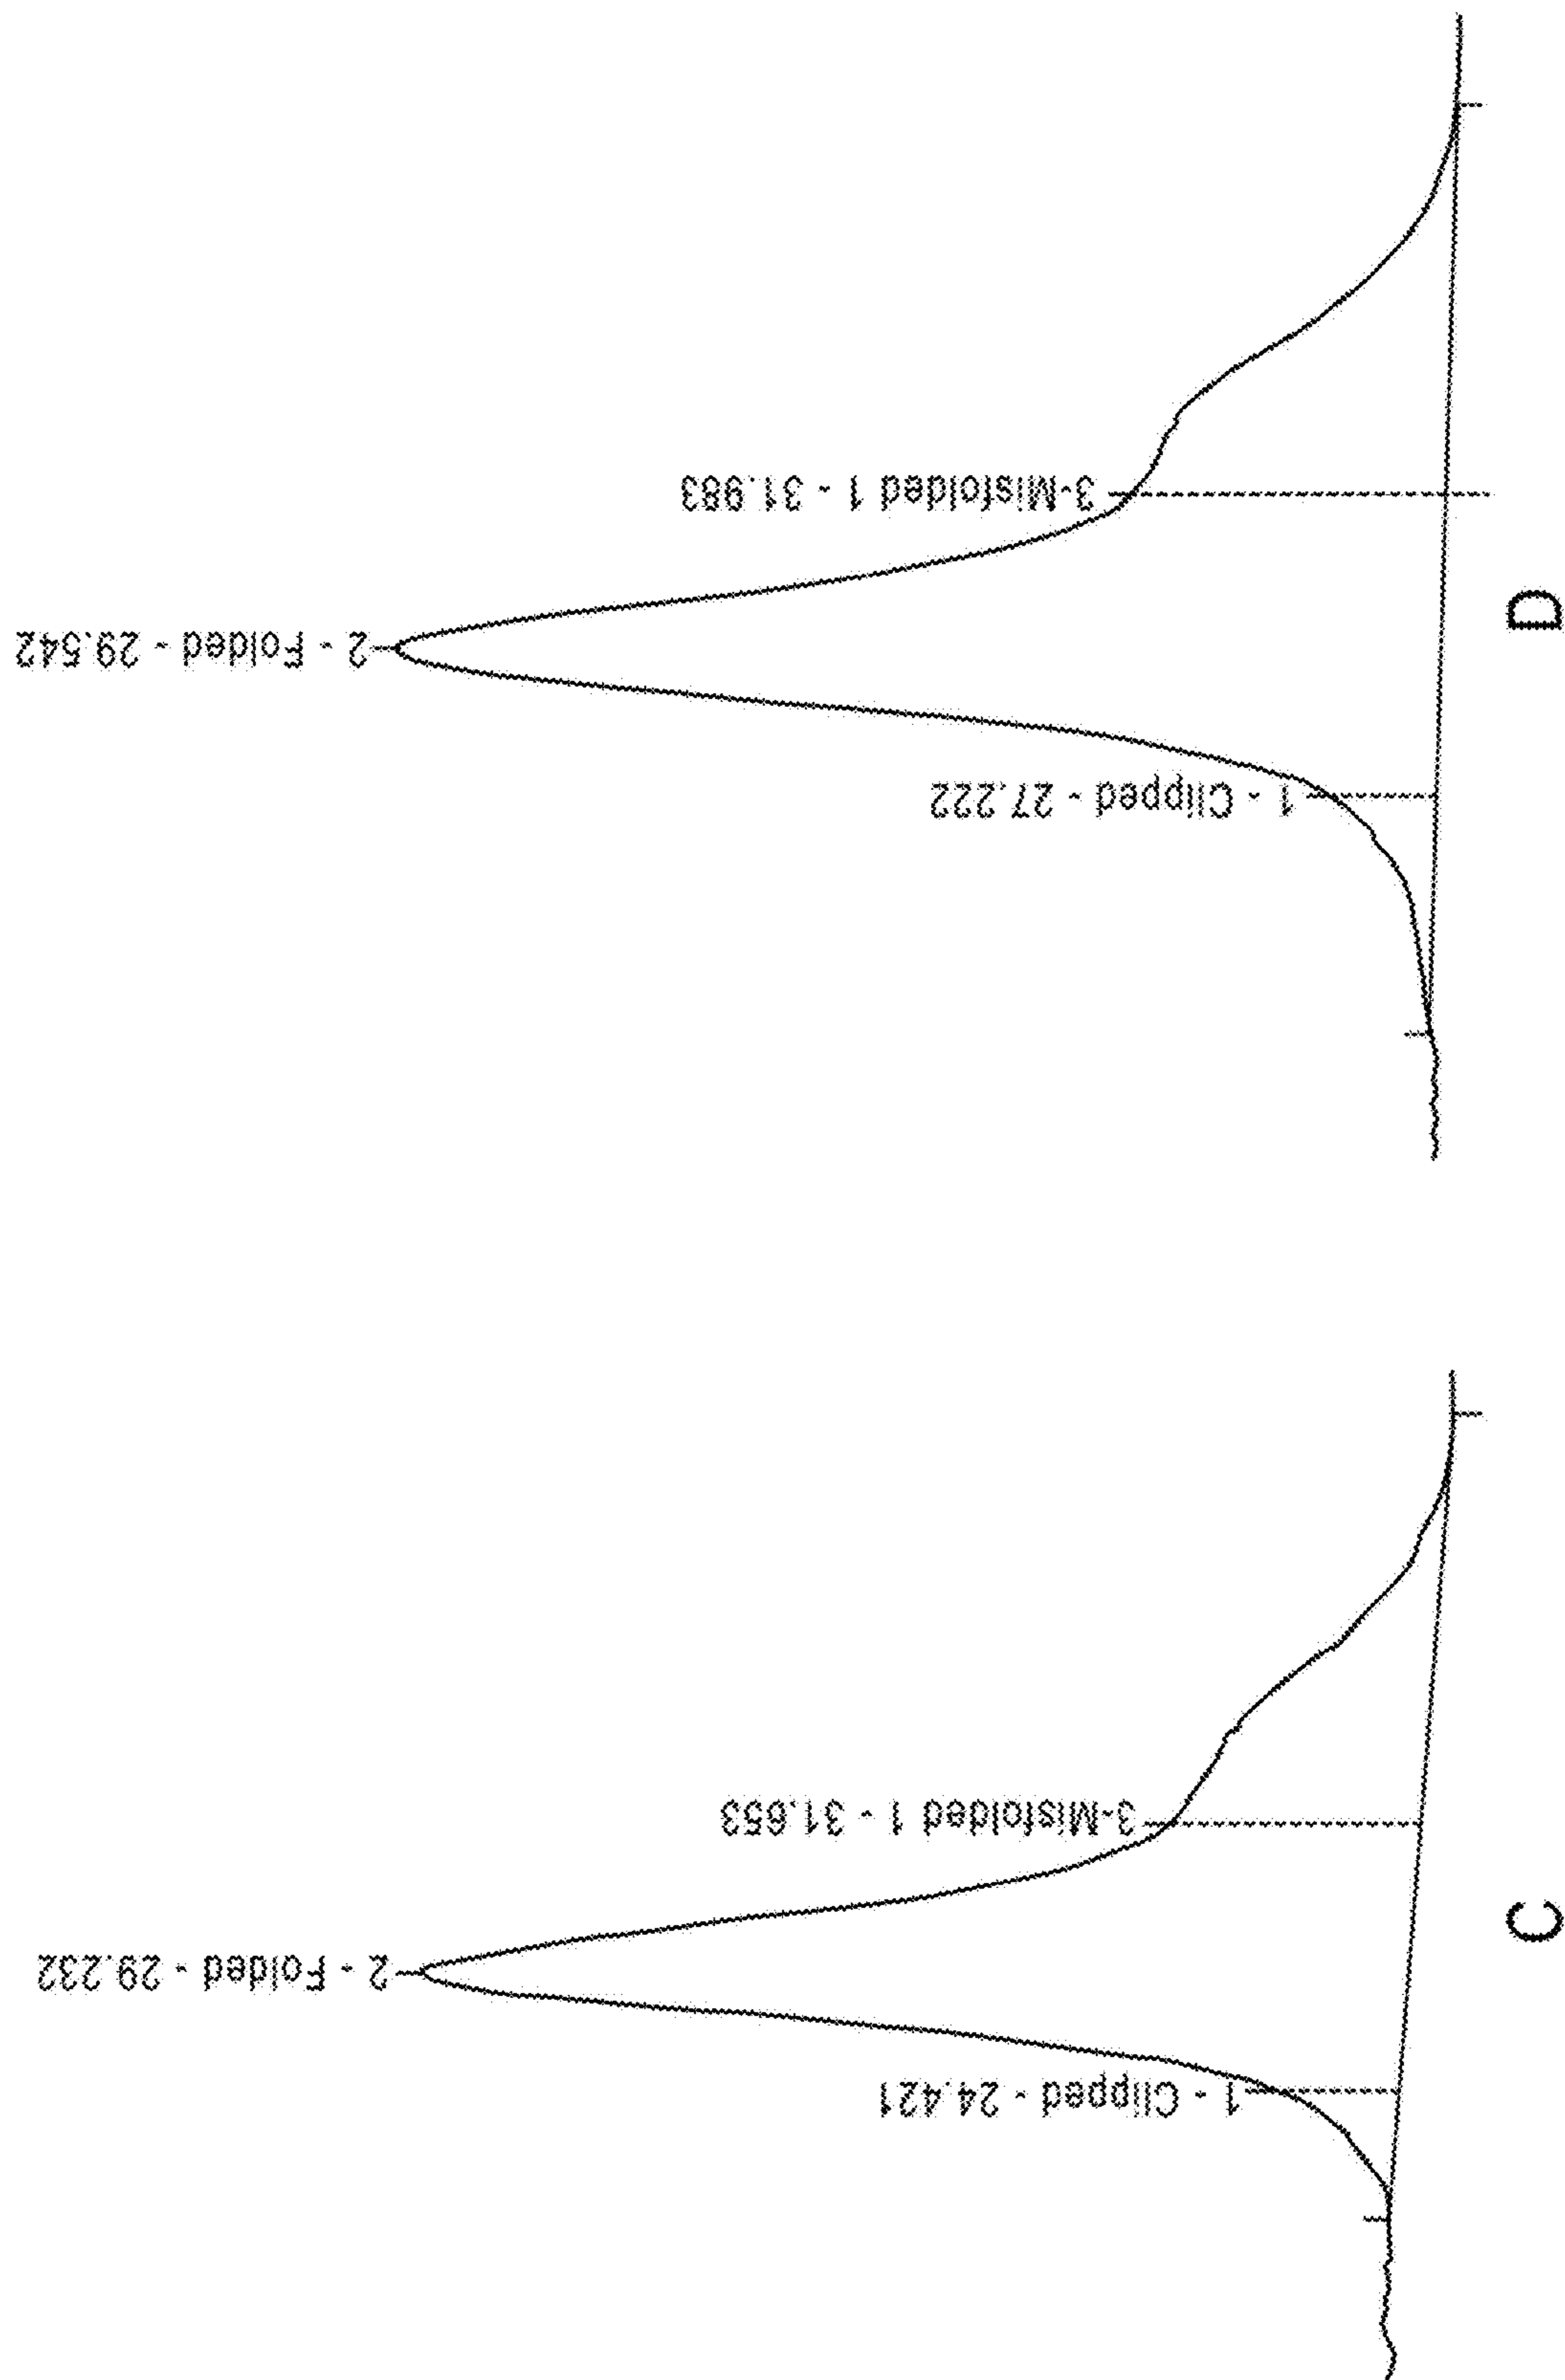 2 - Folded - 29.232
3-Misfolded 1 - 31.653
1 - Clipped - 24.421
C
2 - Folded - 29.542
3-Misfolded 1 - 31.983
1 - Clipped - 27.222
D